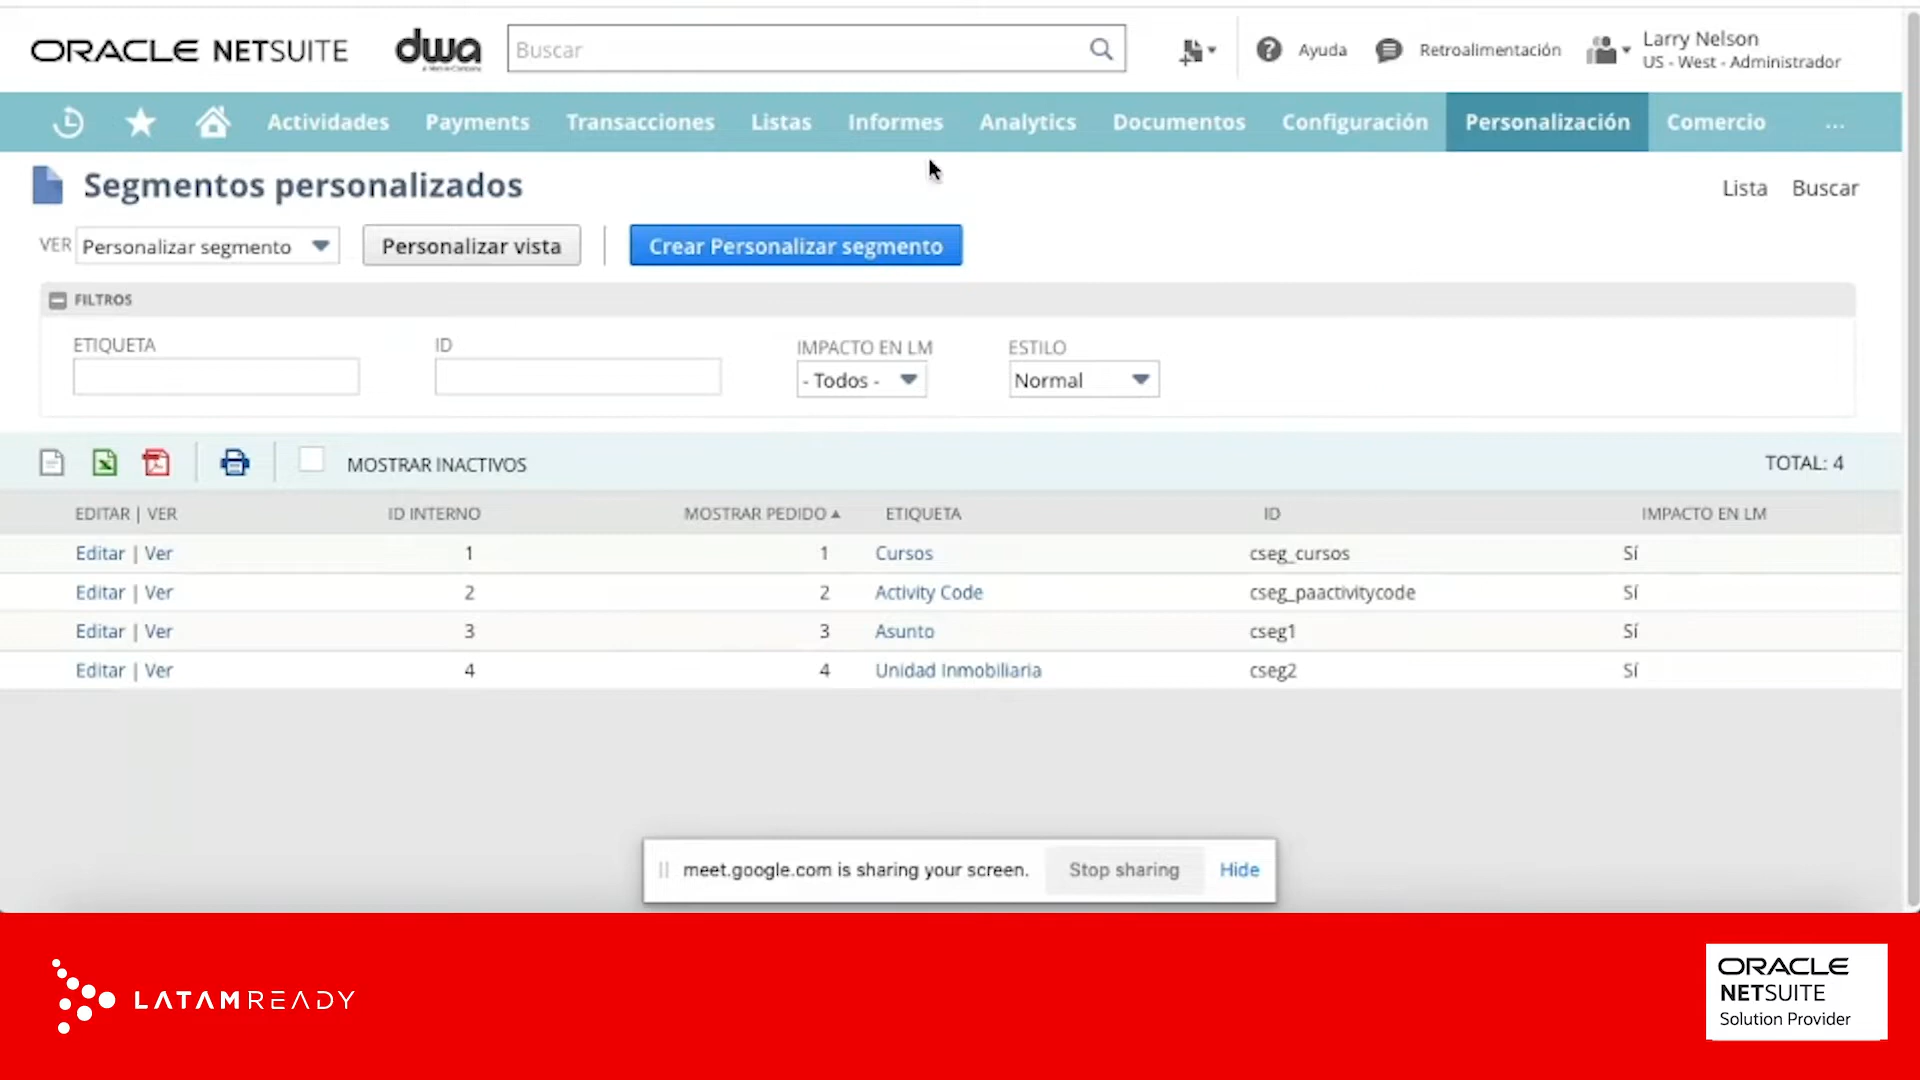 ORACLE NETSUITE
dwa
Buscar
Ayuda
Retroalimentación
Larry Nelson
US - West - Administrador
Actividades
Payments
Transacciones
Listas
Informes
Analytics
Documentos
Configuración
Personalización
Comercio
...
Segmentos personalizados
Lista
Buscar
VER
Personalizar segmento
Personalizar vista
Crear Personalizar segmento
FILTROS
ETIQUETA
ID
IMPACTO EN LM
ESTILO
- Todos -
Normal
MOSTRAR INACTIVOS
TOTAL: 4
EDITAR | VER ID INTERNO MOSTRAR PEDIDO ETIQUETA ID IMPACTO EN LM
Editar | Ver 1 1 Cursos cseg_cursos Sí
Editar | Ver 2 2 Activity Code cseg_paactivitycode Sí
Editar | Ver 3 3 Asunto cseg1 Sí
Editar | Ver 4 4 Unidad Inmobiliaria cseg2 Sí
meet.google.com is sharing your screen.
Stop sharing
Hide
LATAMREADY
ORACLE
NETSUITE
Solution Provider